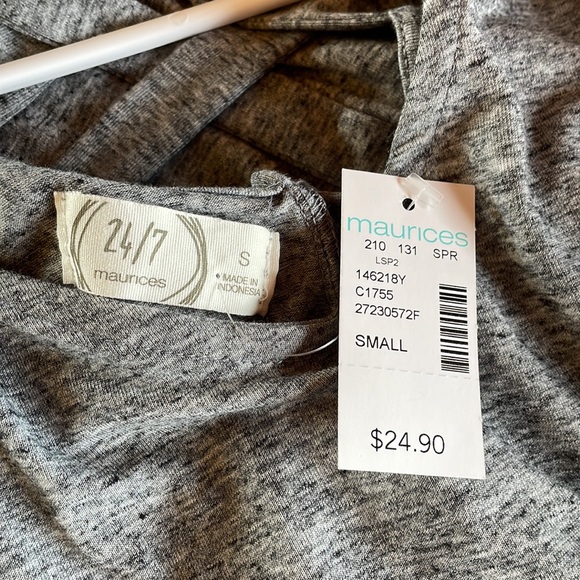 24/7
maurices
S
• MADE IN
INDONESIA
maurices
210 131 SPR
LSP2
146218Y
C1755
27230572F
SMALL
$24.90